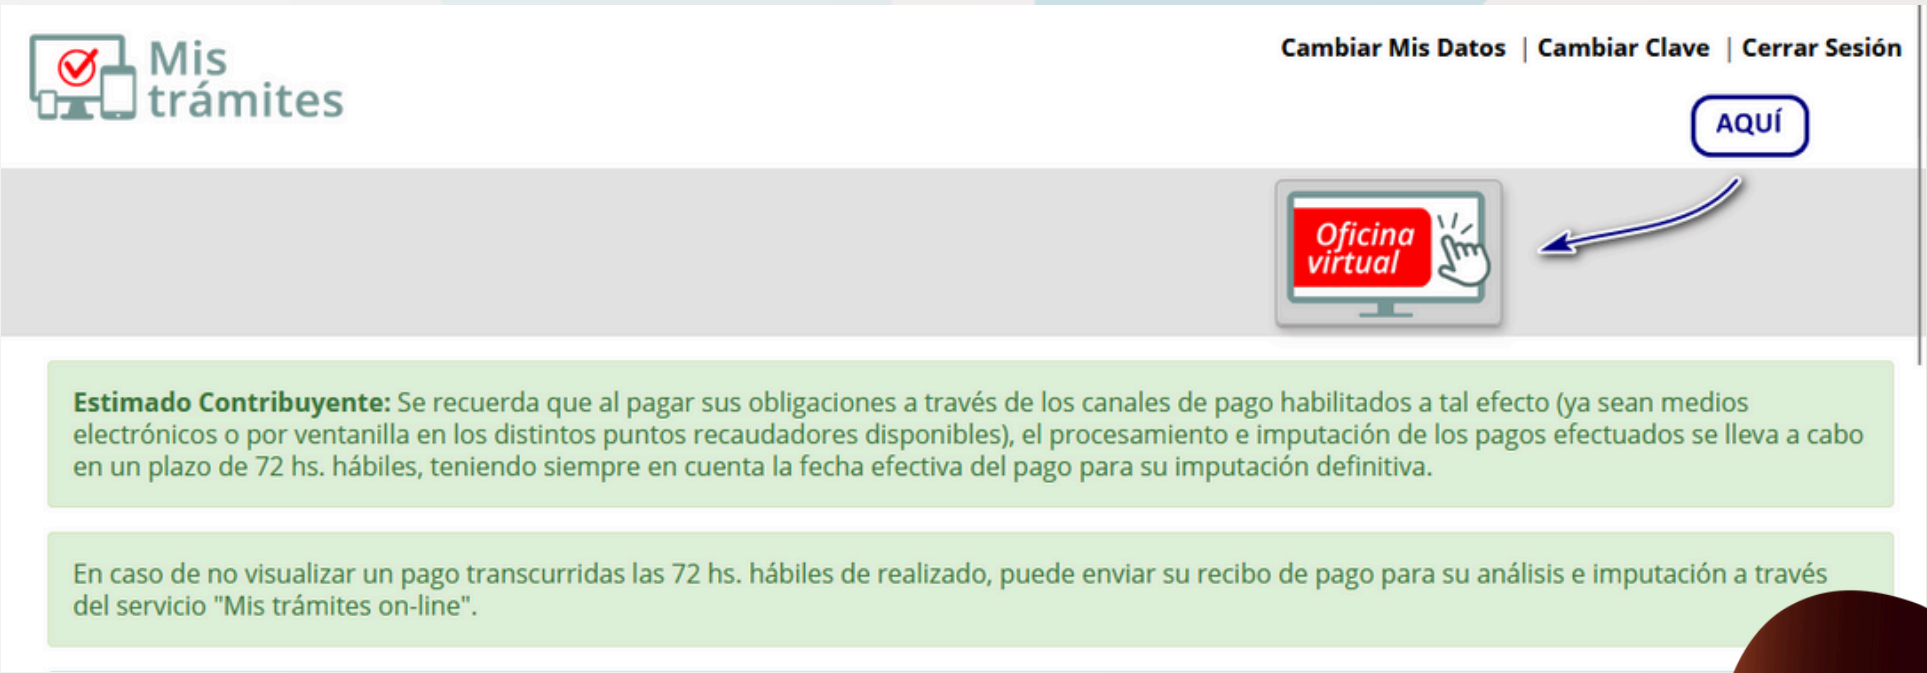 Mis
trámites
Cambiar Mis Datos | Cambiar Clave | Cerrar Sesión
AQUÍ
Oficina
virtual
Estimado Contribuyente: Se recuerda que al pagar sus obligaciones a través de los canales de pago habilitados a tal efecto (ya sean medios
electrónicos o por ventanilla en los distintos puntos recaudadores disponibles), el procesamiento e imputación de los pagos efectuados se lleva a cabo
en un plazo de 72 hs. hábiles, teniendo siempre en cuenta la fecha efectiva del pago para su imputación definitiva.
En caso de no visualizar un pago transcurridas las 72 hs. hábiles de realizado, puede enviar su recibo de pago para su análisis e imputación a través
del servicio "Mis trámites on-line".